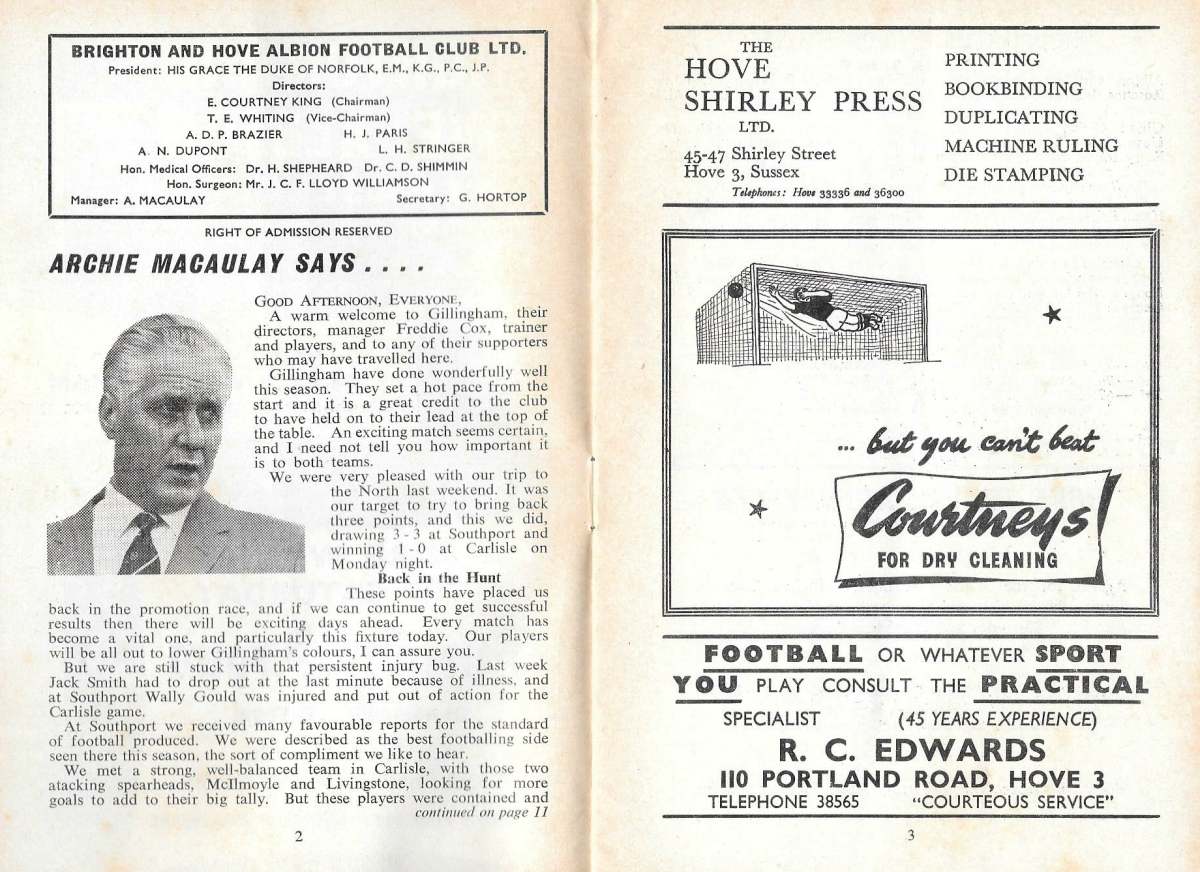 BRIGHTON AND HOVE ALBION FOOTBALL CLUB LTD.
President: HIS GRACE THE DUKE OF NORFOLK, E.M., K.G., P.C., J.P.
Directors:
E. COURTNEY KING (Chairman)
T. E. WHITING (Vice-Chairman)
A. D. P. BRAZIER H. J. PARIS
A. N. DUPONT L. H. STRINGER
Hon. Medical Officers: Dr. H. SHEPHEARD Dr. C. D. SHIMMIN
Hon. Surgeon: Mr. J. C. F. LLOYD WILLIAMSON
Manager: A. MACAULAY Secretary: G. HORTOP
RIGHT OF ADMISSION RESERVED
ARCHIE MACAULAY SAYS . . . .
GOOD AFTERNOON, EVERYONE,
A warm welcome to Gillingham, their
directors, manager Freddie Cox, trainer
and players, and to any of their supporters
who may have travelled here.
Gillingham have done wonderfully well
this season. They set a hot pace from the
start and it is a great credit to the club
to have held on to their lead at the top of
the table. An exciting match seems certain,
and I need not tell you how important it
is to both teams.
We were very pleased with our trip to
the North last weekend. It was
our target to try to bring back
three points, and this we did,
drawing 3-3 at Southport and
winning 1-0 at Carlisle on
Monday night.
Back in the Hunt
These points have placed us
back in the promotion race, and if we can continue to get successful
results then there will be exciting days ahead. Every match has
become a vital one, and particularly this fixture today. Our players
will be all out to lower Gillingham's colours, I can assure you.
But we are still stuck with that persistent injury bug. Last week
Jack Smith had to drop out at the last minute because of illness, and
at Southport Wally Gould was injured and put out of action for the
Carlisle game.
At Southport we received many favourable reports for the standard
of football produced. We were described as the best footballing side
seen there this season, the sort of compliment we like to hear.
We met a strong, well-balanced team in Carlisle, with those two
atacking spearheads, McIlmoyle and Livingstone, looking for more
goals to add to their big tally. But these players were contained and
continued on page 11
2
THE
HOVE
SHIRLEY PRESS
LTD.
45-47 Shirley Street
Hove 3, Sussex
Telephones: Hove 33336 and 36300
PRINTING
BOOKBINDING
DUPLICATING
MACHINE RULING
DIE STAMPING
... but you can't beat
Courtneys
FOR DRY CLEANING
FOOTBALL OR WHATEVER SPORT
YOU PLAY CONSULT THE PRACTICAL
SPECIALIST (45 YEARS EXPERIENCE)
R. C. EDWARDS
110 PORTLAND ROAD, HOVE 3
TELEPHONE 38565 "COURTEOUS SERVICE"
3